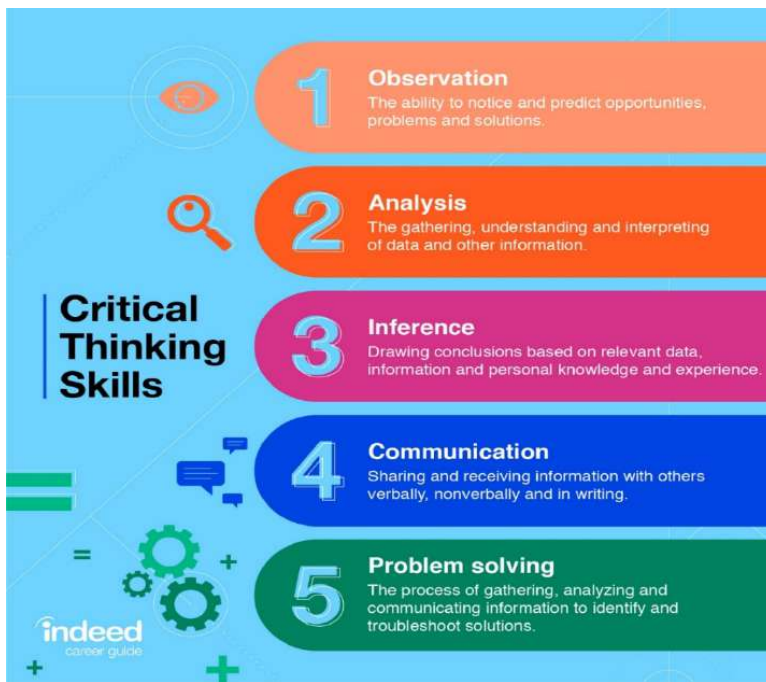 Critical
Thinking
Skills
1
Observation
The ability to notice and predict opportunities,
problems and solutions.
2
Analysis
The gathering, understanding and interpreting
of data and other information.
3
Inference
Drawing conclusions based on relevant data,
information and personal knowledge and experience.
4
Communication
Sharing and receiving information with others
verbally, nonverbally and in writing.
5
Problem solving
The process of gathering, analyzing and
communicating information to identify and
troubleshoot solutions.
indeed
career guide